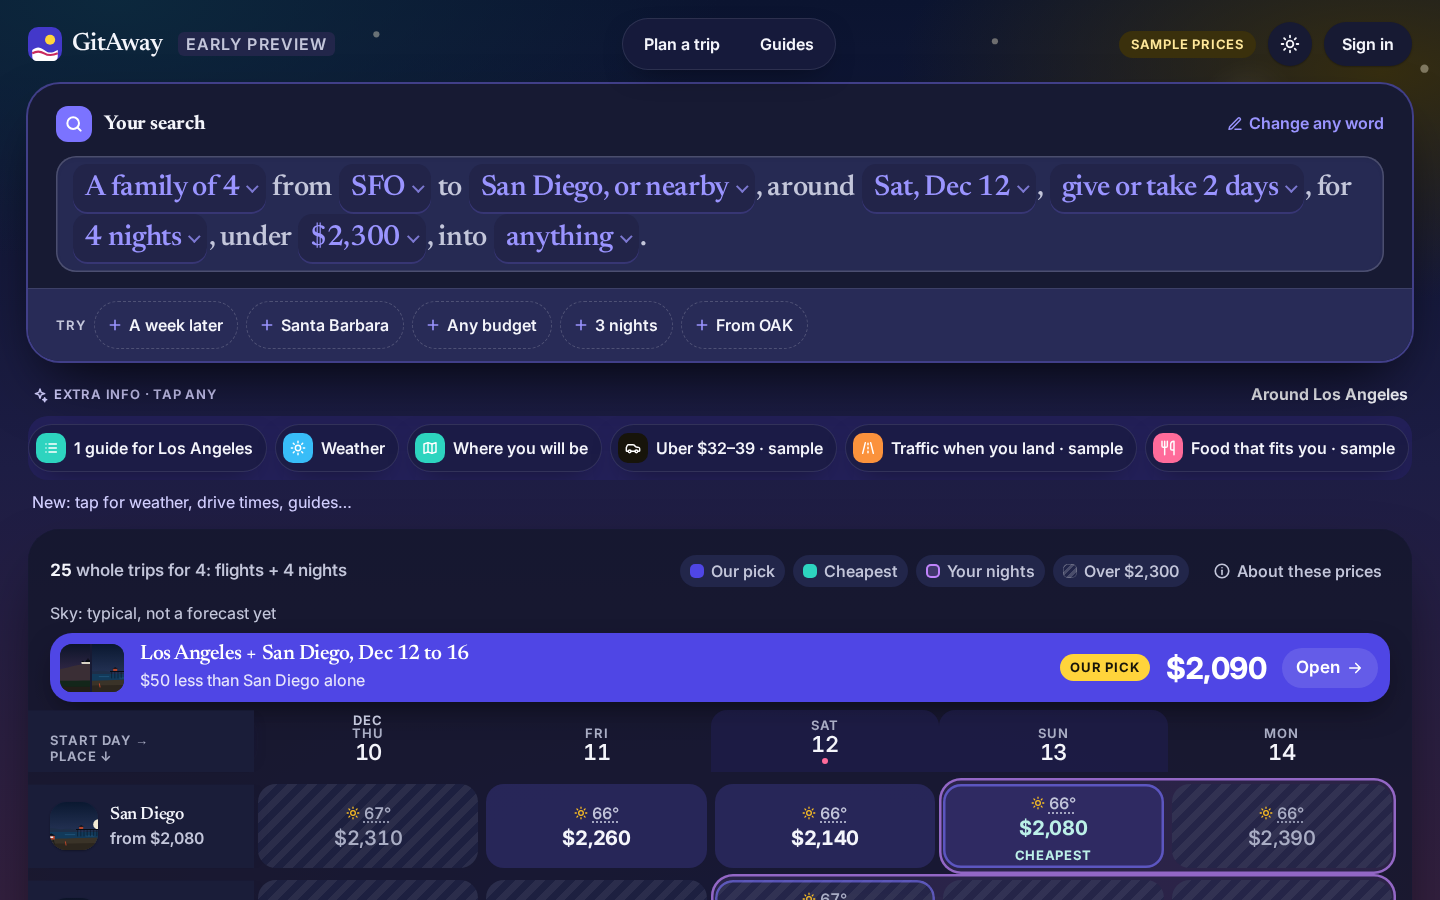 GitAway EARLY PREVIEW
Plan a trip Guides
SAMPLE PRICES Sign in
Your search Change any word
A family of 4 from SFO to San Diego, or nearby , around Sat, Dec 12 , give or take 2 days , for
4 nights , under $2,300 , into anything .
TRY + A week later + Santa Barbara + Any budget + 3 nights + From OAK
EXTRA INFO · TAP ANY Around Los Angeles
1 guide for Los Angeles Weather Where you will be Uber $32–39 · sample Traffic when you land · sample Food that fits you · sample
New: tap for weather, drive times, guides...
25 whole trips for 4: flights + 4 nights Our pick Cheapest Your nights Over $2,300 About these prices
Sky: typical, not a forecast yet
Los Angeles + San Diego, Dec 12 to 16
$50 less than San Diego alone
OUR PICK $2,090 Open →
START DAY →
PLACE ↓
DEC
THU
10
FRI
11
SAT
12
SUN
13
MON
14
San Diego
from $2,080
67°
$2,310
66°
$2,260
66°
$2,140
66°
$2,080
CHEAPEST
66°
$2,390
67°